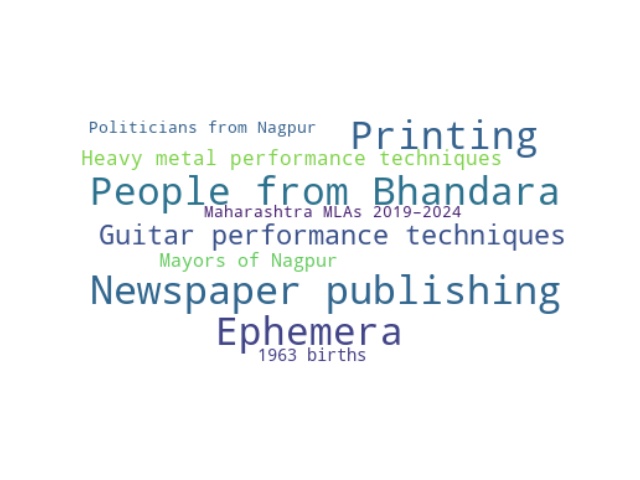 Politicians from Nagpur
Printing
Heavy metal performance techniques
People from Bhandara
Maharashtra MLAs 2019–2024
Guitar performance techniques
Mayors of Nagpur
Newspaper publishing
Ephemera
1963 births